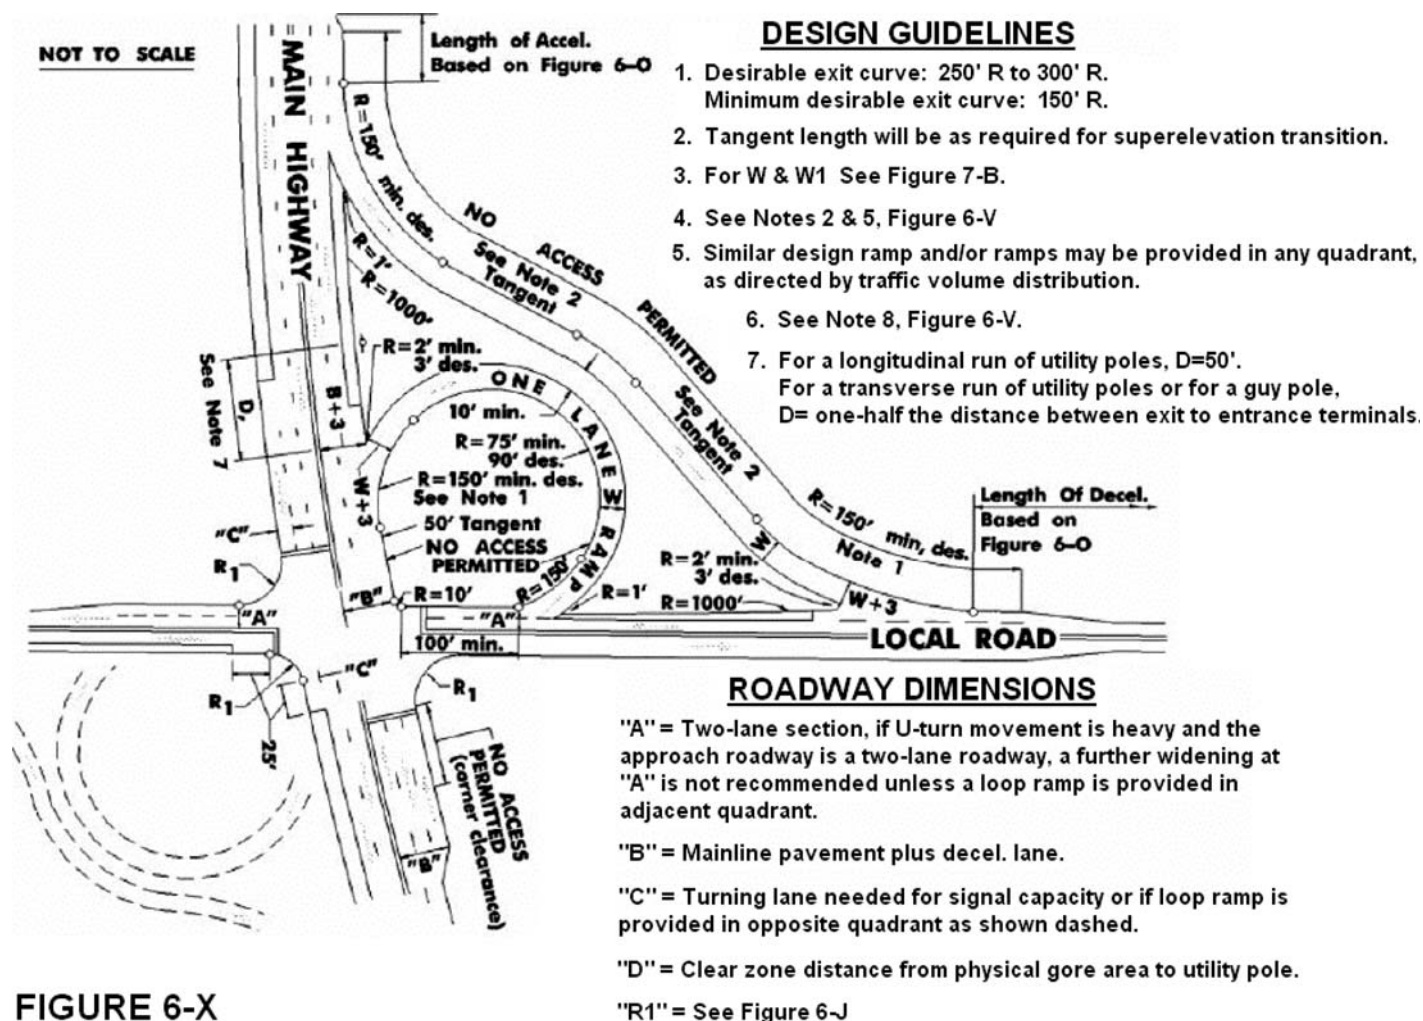 NOT TO SCALE
MAIN HIGHWAY
Length of Accel.
Based on Figure 6-O
R=150' min. des.
NO ACCESS PERMITTED
See Note 2
Tangent
R=1'
R=1000'
R=2' min.
3' des.
See Note 7
D,
B+3
ONE LANE W RAMP
10' min.
R=75' min.
90' des.
R=150' min. des.
See Note 1
W+3
50' Tangent
NO ACCESS
PERMITTED
R=150'
See Note 2
Tangent
W
R=150' min, des.
Note 1
Length Of Decel.
Based on
Figure 6-O
"C"
R1
"A"
"B"
R=10'
"A"
100' min.
R=1'
R=2' min.
3' des.
R=1000'
W+3
LOCAL ROAD
"C"
R1
R1
25'
NO ACCESS
PERMITTED
(corner clearance)
"B"
DESIGN GUIDELINES
1. Desirable exit curve: 250' R to 300' R.
Minimum desirable exit curve: 150' R.
2. Tangent length will be as required for superelevation transition.
3. For W & W1 See Figure 7-B.
4. See Notes 2 & 5, Figure 6-V
5. Similar design ramp and/or ramps may be provided in any quadrant,
as directed by traffic volume distribution.
6. See Note 8, Figure 6-V.
7. For a longitudinal run of utility poles, D=50'.
For a transverse run of utility poles or for a guy pole,
D= one-half the distance between exit to entrance terminals.
ROADWAY DIMENSIONS
"A" = Two-lane section, if U-turn movement is heavy and the
approach roadway is a two-lane roadway, a further widening at
"A" is not recommended unless a loop ramp is provided in
adjacent quadrant.
"B" = Mainline pavement plus decel. lane.
"C" = Turning lane needed for signal capacity or if loop ramp is
provided in opposite quadrant as shown dashed.
"D" = Clear zone distance from physical gore area to utility pole.
"R1" = See Figure 6-J
FIGURE 6-X